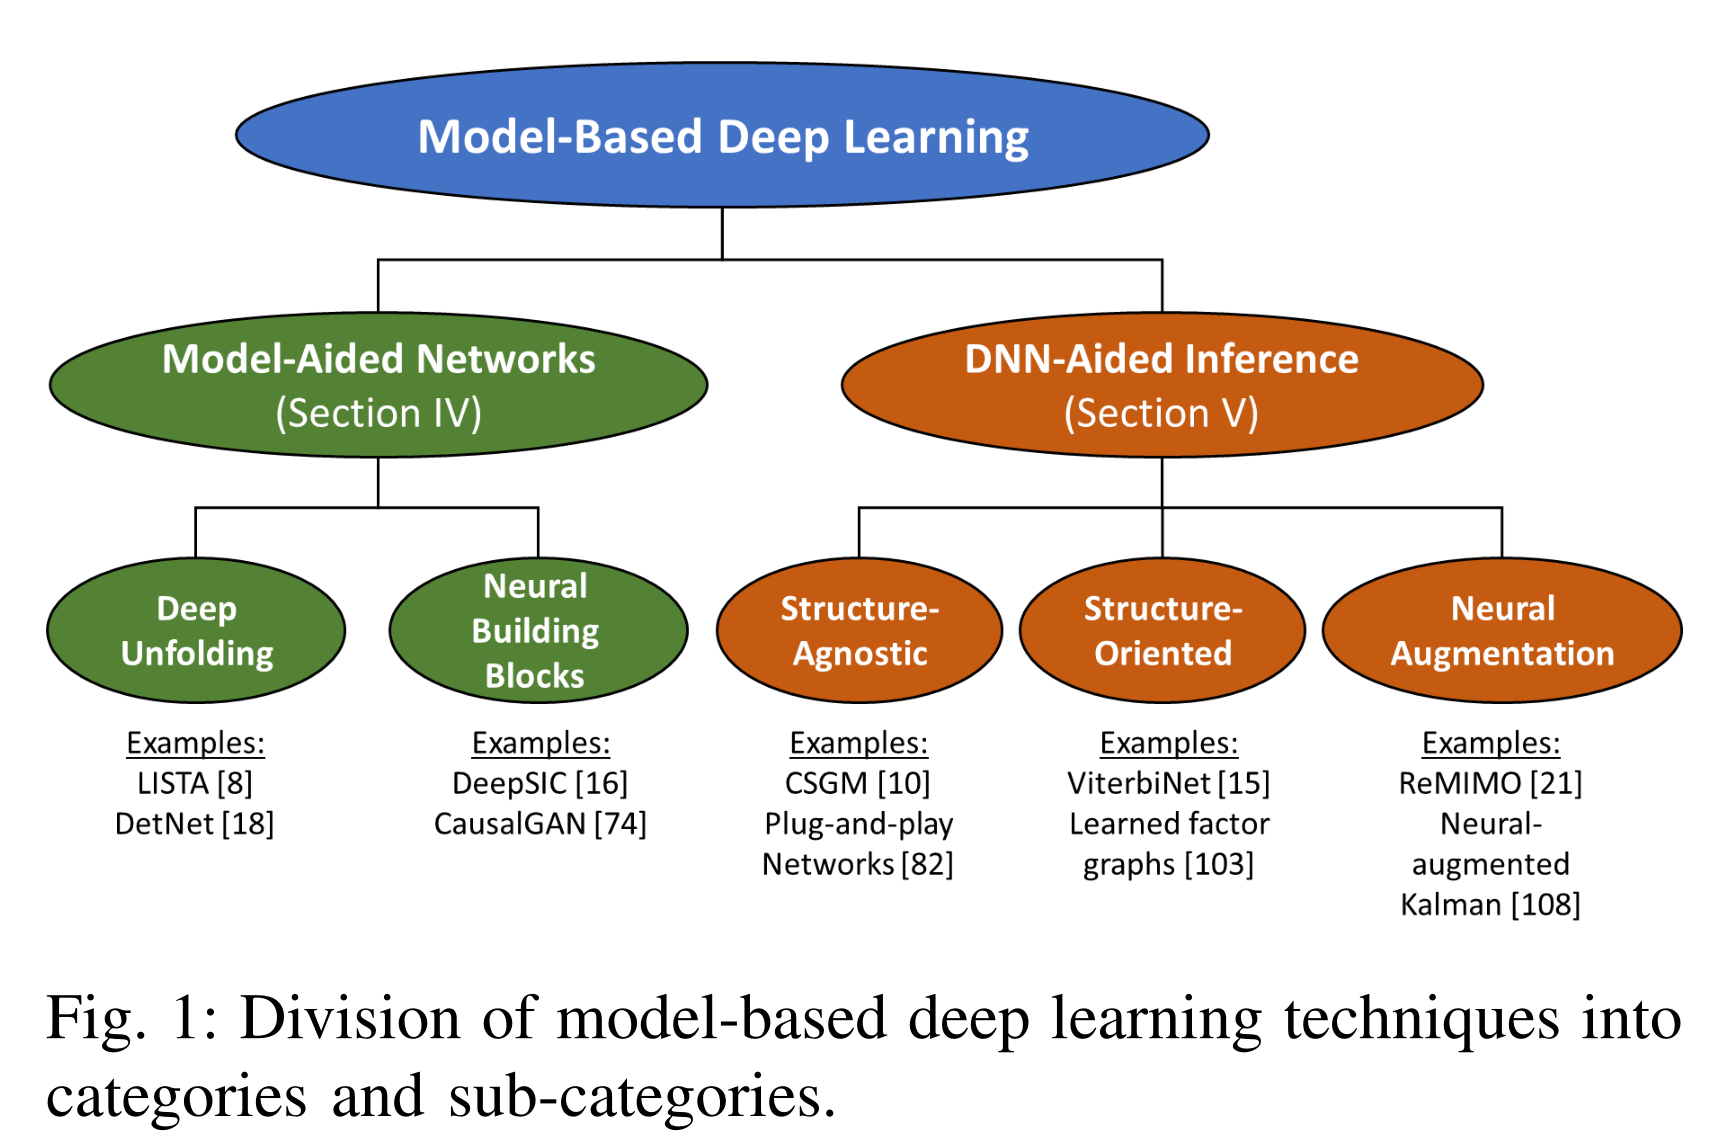 Model-Based Deep Learning
Model-Aided Networks
(Section IV)
DNN-Aided Inference
(Section V)
Deep
Unfolding
Neural
Building
Blocks
Structure-
Agnostic
Structure-
Oriented
Neural
Augmentation
Examples:
LISTA [8]
DetNet [18]
Examples:
DeepSIC [16]
CausalGAN [74]
Examples:
CSGM [10]
Plug-and-play
Networks [82]
Examples:
ViterbiNet [15]
Learned factor
graphs [103]
Examples:
ReMIMO [21]
Neural-
augmented
Kalman [108]
Fig. 1: Division of model-based deep learning techniques into
categories and sub-categories.